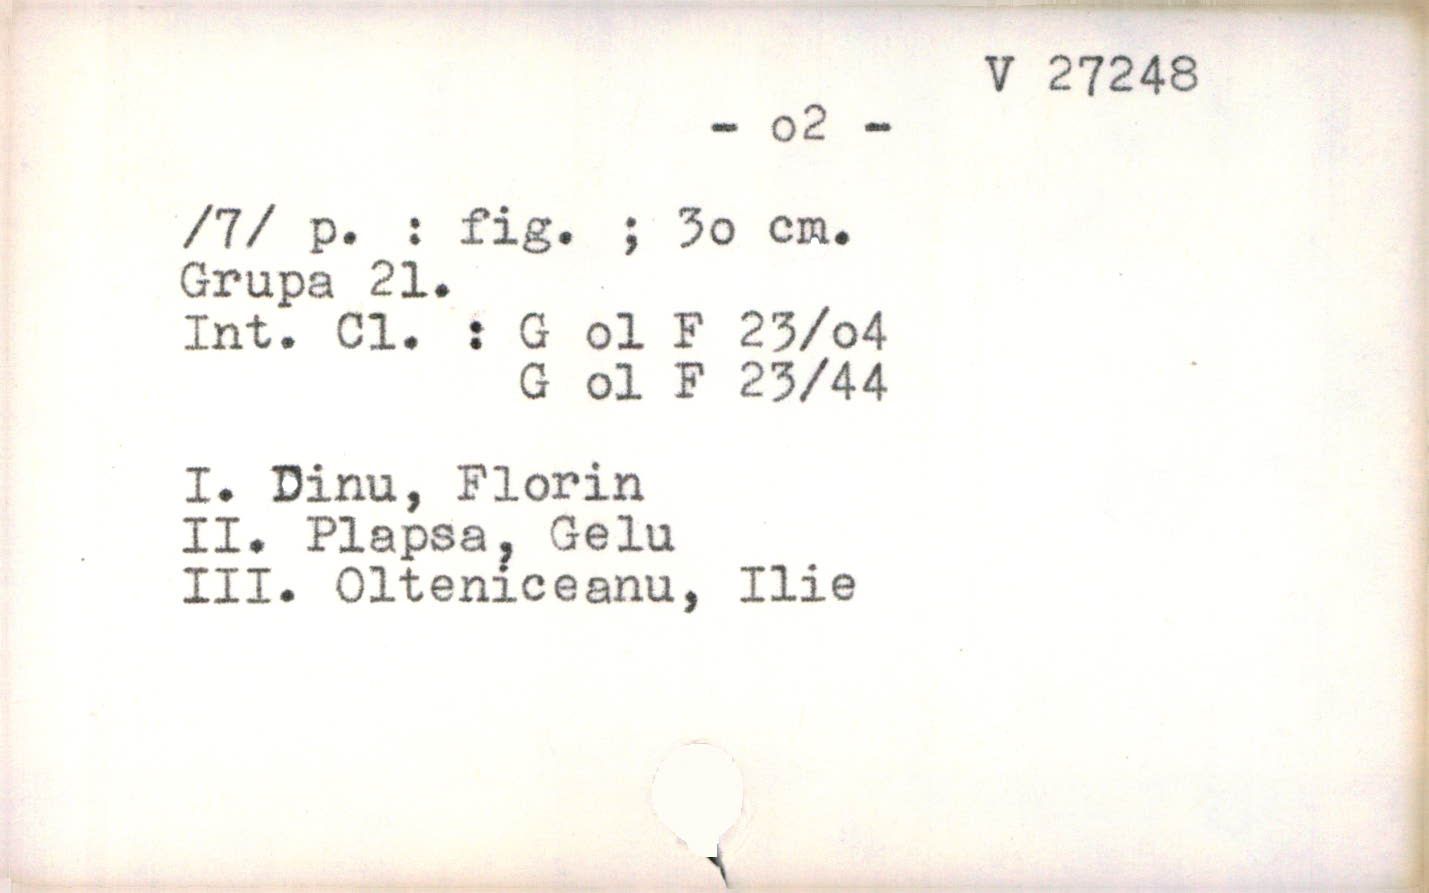 V 27248
- o2 -
/7/ p. : fig. ; 3o cm.
Grupa 21.
Int. Cl. : G ol F 23/o4
G ol F 23/44
I. Dinu, Florin
II. Plapsa, Gelu
III. Olteniceanu, Ilie